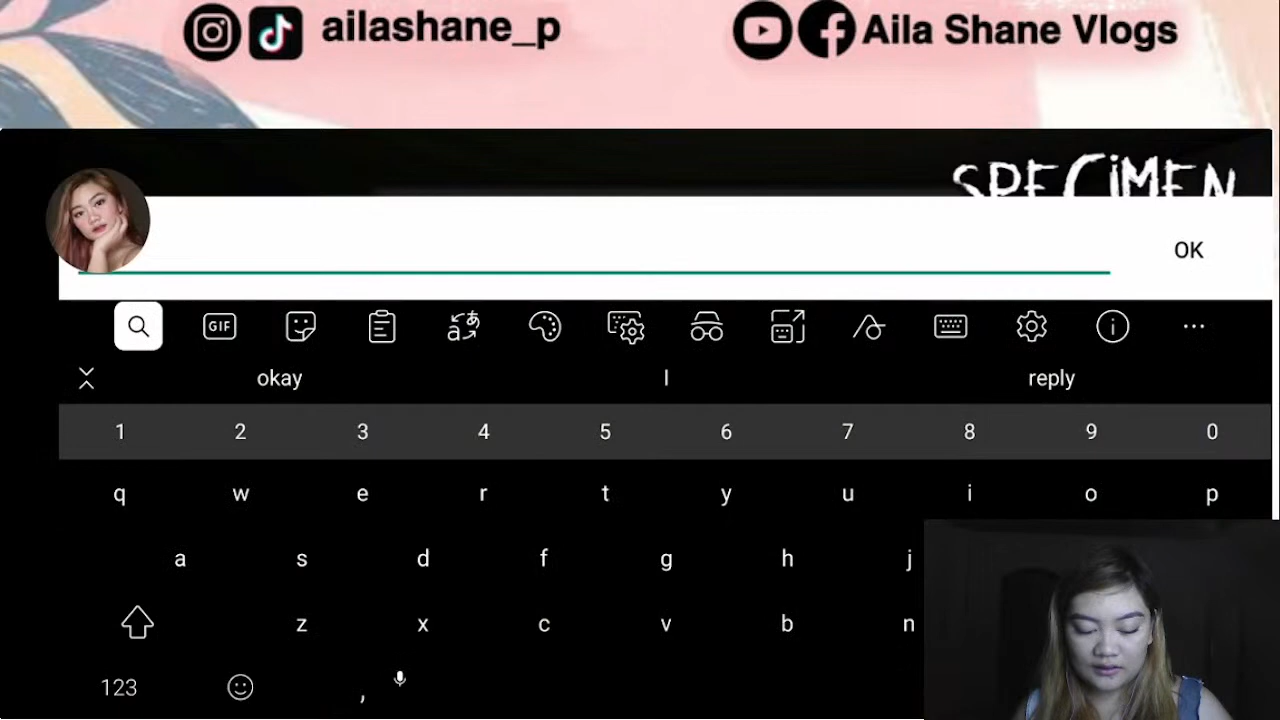 ailashane_p
Aila Shane Vlogs
SPECIMEN
OK
GIF
okay I reply
1 2 3 4 5 6 7 8 9 0
q w e r t y u i o p
a s d f g h j
z x c v b n
123 ,